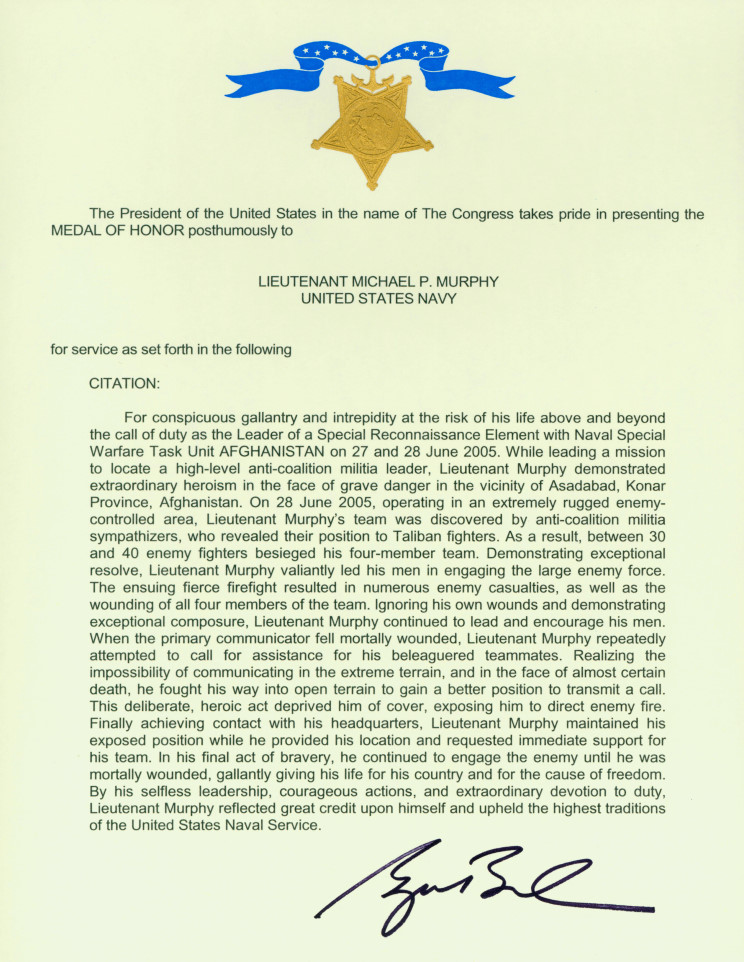 The President of the United States in the name of The Congress takes pride in presenting the
MEDAL OF HONOR posthumously to
LIEUTENANT MICHAEL P. MURPHY
UNITED STATES NAVY
for service as set forth in the following
CITATION:
For conspicuous gallantry and intrepidity at the risk of his life above and beyond
the call of duty as the Leader of a Special Reconnaissance Element with Naval Special
Warfare Task Unit AFGHANISTAN on 27 and 28 June 2005. While leading a mission
to locate a high-level anti-coalition militia leader, Lieutenant Murphy demonstrated
extraordinary heroism in the face of grave danger in the vicinity of Asadabad, Konar
Province, Afghanistan. On 28 June 2005, operating in an extremely rugged enemy-
controlled area, Lieutenant Murphy's team was discovered by anti-coalition militia
sympathizers, who revealed their position to Taliban fighters. As a result, between 30
and 40 enemy fighters besieged his four-member team. Demonstrating exceptional
resolve, Lieutenant Murphy valiantly led his men in engaging the large enemy force.
The ensuing fierce firefight resulted in numerous enemy casualties, as well as the
wounding of all four members of the team. Ignoring his own wounds and demonstrating
exceptional composure, Lieutenant Murphy continued to lead and encourage his men.
When the primary communicator fell mortally wounded, Lieutenant Murphy repeatedly
attempted to call for assistance for his beleaguered teammates. Realizing the
impossibility of communicating in the extreme terrain, and in the face of almost certain
death, he fought his way into open terrain to gain a better position to transmit a call.
This deliberate, heroic act deprived him of cover, exposing him to direct enemy fire.
Finally achieving contact with his headquarters, Lieutenant Murphy maintained his
exposed position while he provided his location and requested immediate support for
his team. In his final act of bravery, he continued to engage the enemy until he was
mortally wounded, gallantly giving his life for his country and for the cause of freedom.
By his selfless leadership, courageous actions, and extraordinary devotion to duty,
Lieutenant Murphy reflected great credit upon himself and upheld the highest traditions
of the United States Naval Service.